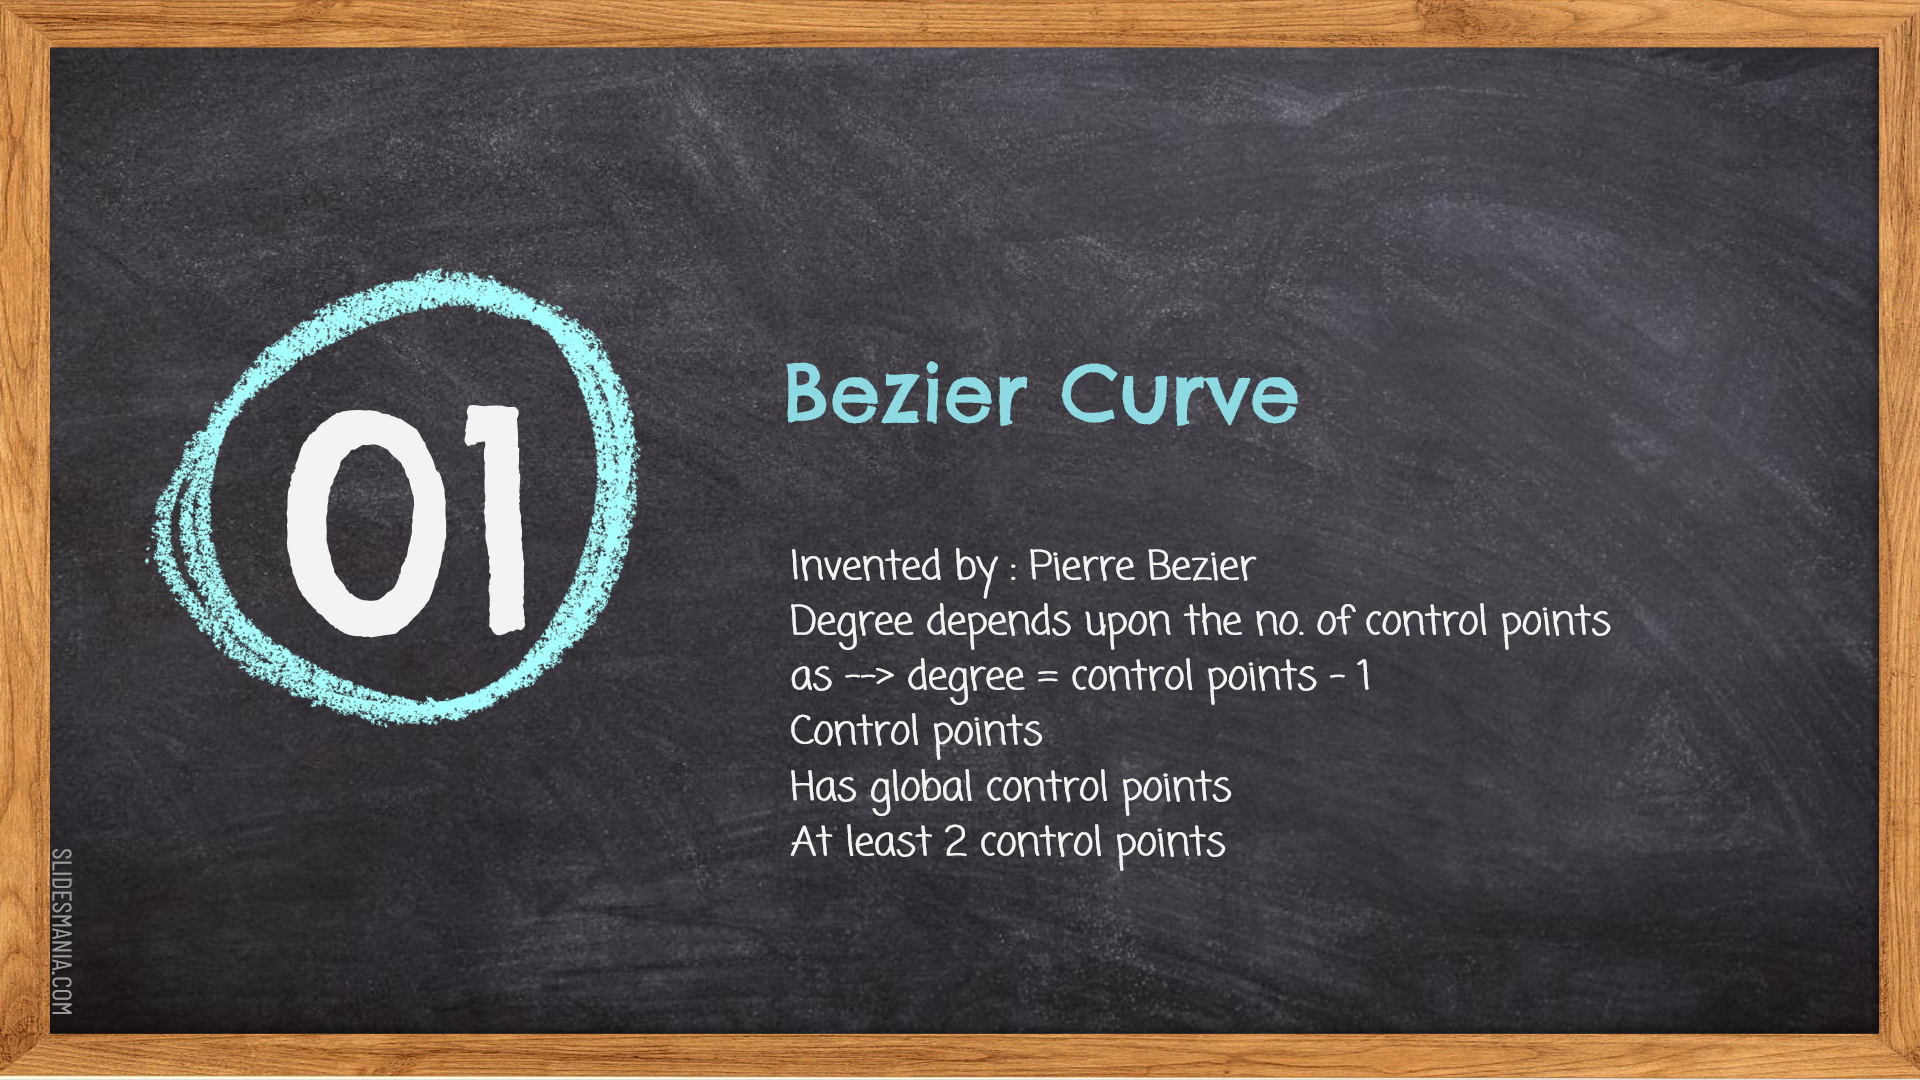 01
Bezier Curve
Invented by : Pierre Bezier
Degree depends upon the no. of control points
as --> degree = control points - 1
Control points
Has global control points
At least 2 control points
SLIDESMANIA.COM